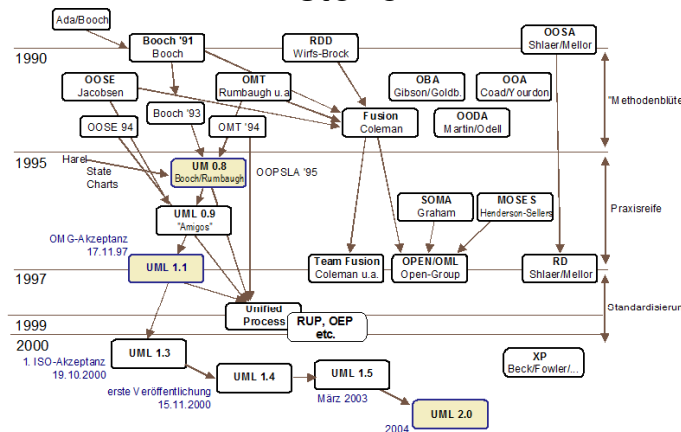 Ada/Booch
Booch '91
Booch
RDD
Wirfs-Brock
OOSA
Shlaer/Mellor
1990
OOSE
Jacobsen
OMT
Rumbaugh u.a.
OBA
Gibson/Goldb.
OOA
Coad/Yourdon
"Methodenblüte"
Booch '93
Fusion
Coleman
OODA
Martin/Odell
OOSE 94
OMT '94
1995
Harel
State
Charts
UM 0.8
Booch/Rumbaugh
OOPSLA '95
SOMA
Graham
MOSES
Henderson-Sellers
Praxisreife
UML 0.9
"Amigos"
OMG-Akzeptanz
17.11.97
UML 1.1
Team Fusion
Coleman u.a.
OPEN/OML
Open-Group
RD
Shlaer/Mellor
1997
Unified
Process
RUP, OEP
etc.
Standardisierun
1999
2000
UML 1.3
XP
Beck/Fowler/...
1. ISO-Akzeptanz
19.10.2000
UML 1.4
UML 1.5
erste Veröffentlichung
15.11.2000
März 2003
UML 2.0
2004